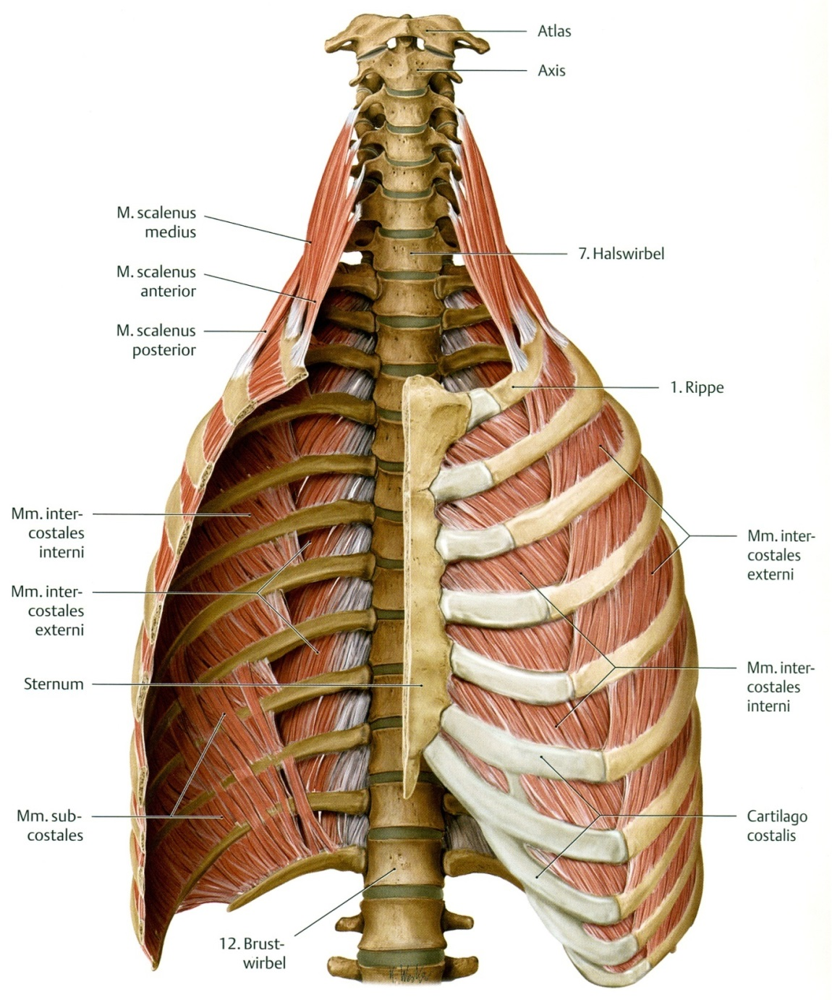 Atlas
Axis
M. scalenus
medius
7. Halswirbel
M. scalenus
anterior
M. scalenus
posterior
1. Rippe
Mm. inter-
costales
interni
Mm. inter-
costales
externi
Mm. inter-
costales
externi
Sternum
Mm. inter-
costales
interni
Mm. sub-
costales
Cartilago
costalis
12. Brust-
wirbel